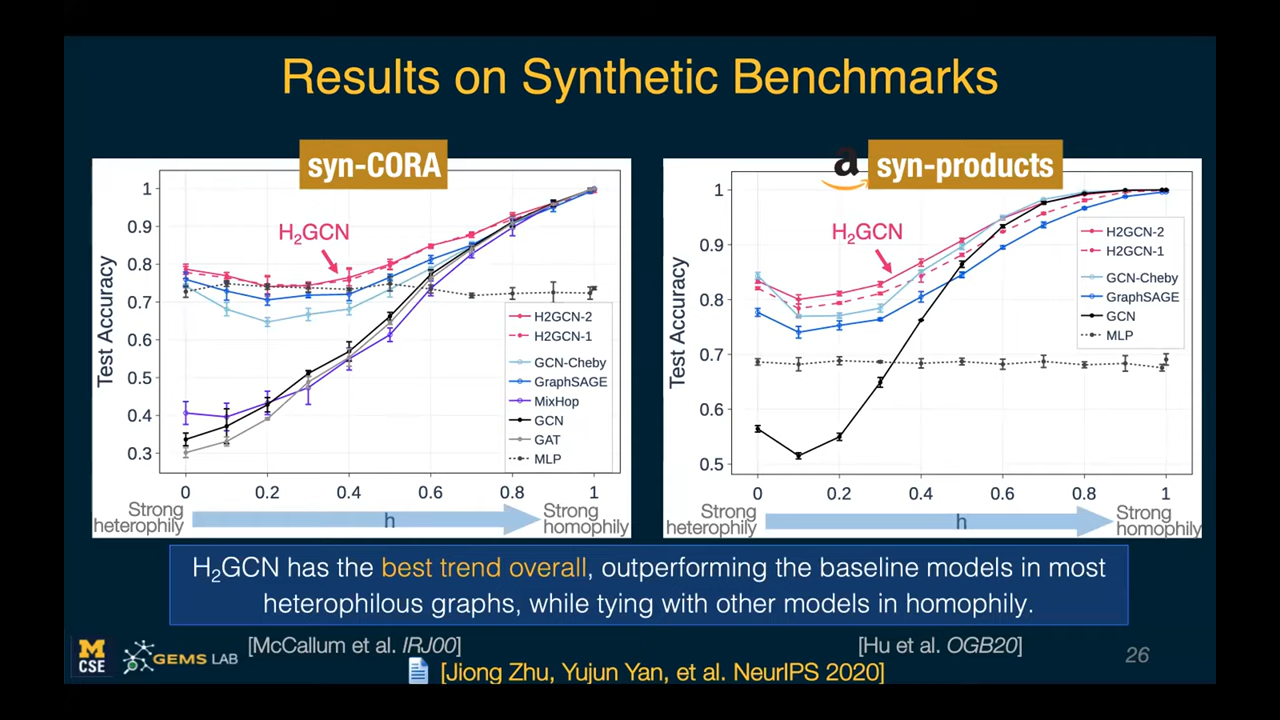 Results on Synthetic Benchmarks
syn-CORA
1
0.9
0.8
0.7
0.6
0.5
0.4
0.3
Test Accuracy
H₂GCN
H2GCN-2
H2GCN-1
GCN-Cheby
GraphSAGE
MixHop
GCN
GAT
MLP
0 0.2 0.4 0.6 0.8 1
Strong
heterophily
h
Strong
homophily
a syn-products
1
0.9
0.8
0.7
0.6
0.5
Test Accuracy
H₂GCN
H2GCN-2
H2GCN-1
GCN-Cheby
GraphSAGE
GCN
MLP
0 0.2 0.4 0.6 0.8 1
Strong
heterophily
h
Strong
homophily
H₂GCN has the best trend overall, outperforming the baseline models in most
heterophilous graphs, while tying with other models in homophily.
M
CSE
GEMS LAB
[McCallum et al. IRJ00]
[Hu et al. OGB20]
26
[Jiong Zhu, Yujun Yan, et al. NeurIPS 2020]